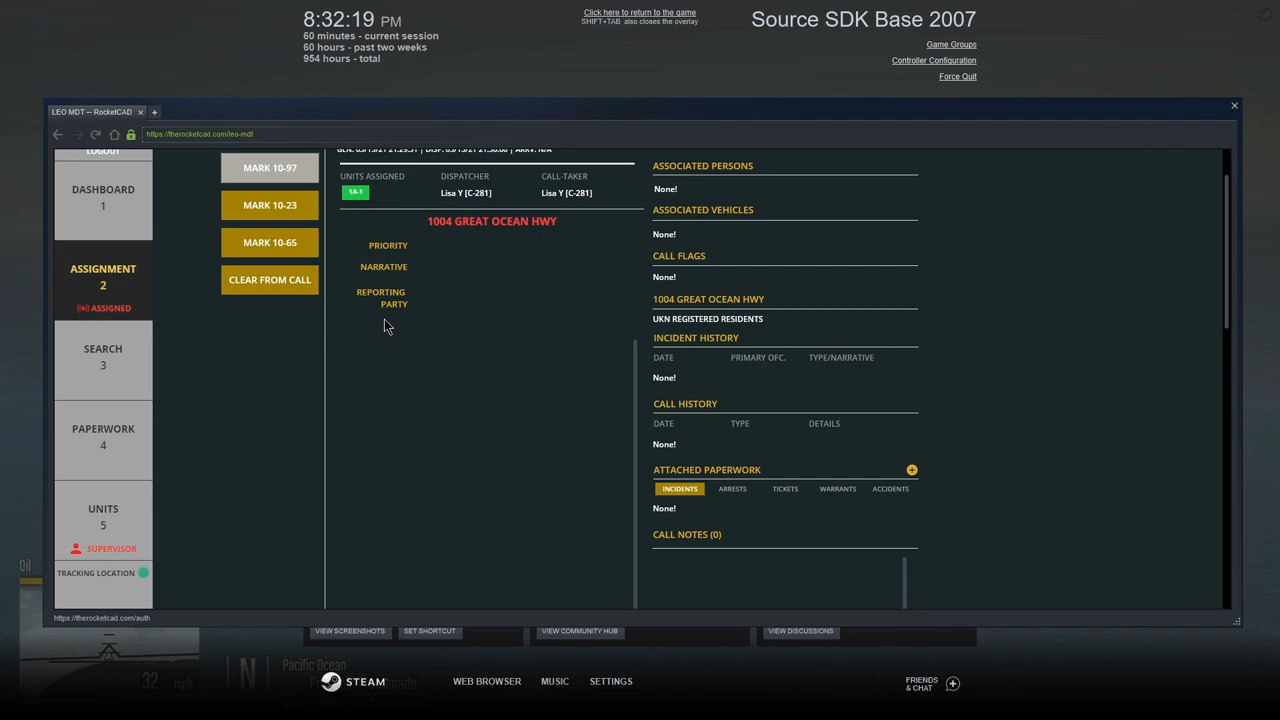 8:32:19 PM
60 minutes - current session
60 hours - past two weeks
954 hours - total
Click here to return to the game
SHIFT+TAB also closes the overlay
Source SDK Base 2007
Game Groups
Controller Configuration
Force Quit
LEO MDT — RocketCAD
https://therocketcad.com/leo-mdt
LOGOUT
DASHBOARD
1
ASSIGNMENT
2
ASSIGNED
SEARCH
3
PAPERWORK
4
UNITS
5
SUPERVISOR
TRACKING LOCATION
MARK 10-97
MARK 10-23
MARK 10-65
CLEAR FROM CALL
UNITS ASSIGNED
DISPATCHER
CALL-TAKER
1A-1
Lisa Y [C-281]
Lisa Y [C-281]
1004 GREAT OCEAN HWY
PRIORITY
NARRATIVE
REPORTING
PARTY
ASSOCIATED PERSONS
None!
ASSOCIATED VEHICLES
None!
CALL FLAGS
None!
1004 GREAT OCEAN HWY
UKN REGISTERED RESIDENTS
INCIDENT HISTORY
DATE PRIMARY OFC. TYPE/NARRATIVE
None!
CALL HISTORY
DATE TYPE DETAILS
None!
ATTACHED PAPERWORK
INCIDENTS ARRESTS TICKETS WARRANTS ACCIDENTS
None!
CALL NOTES (0)
https://therocketcad.com/auth
Oil
VIEW SCREENSHOTS SET SHORTCUT VIEW COMMUNITY HUB VIEW DISCUSSIONS
32 mph
N
Pacific Ocean
STEAM
WEB BROWSER MUSIC SETTINGS
FRIENDS
& CHAT